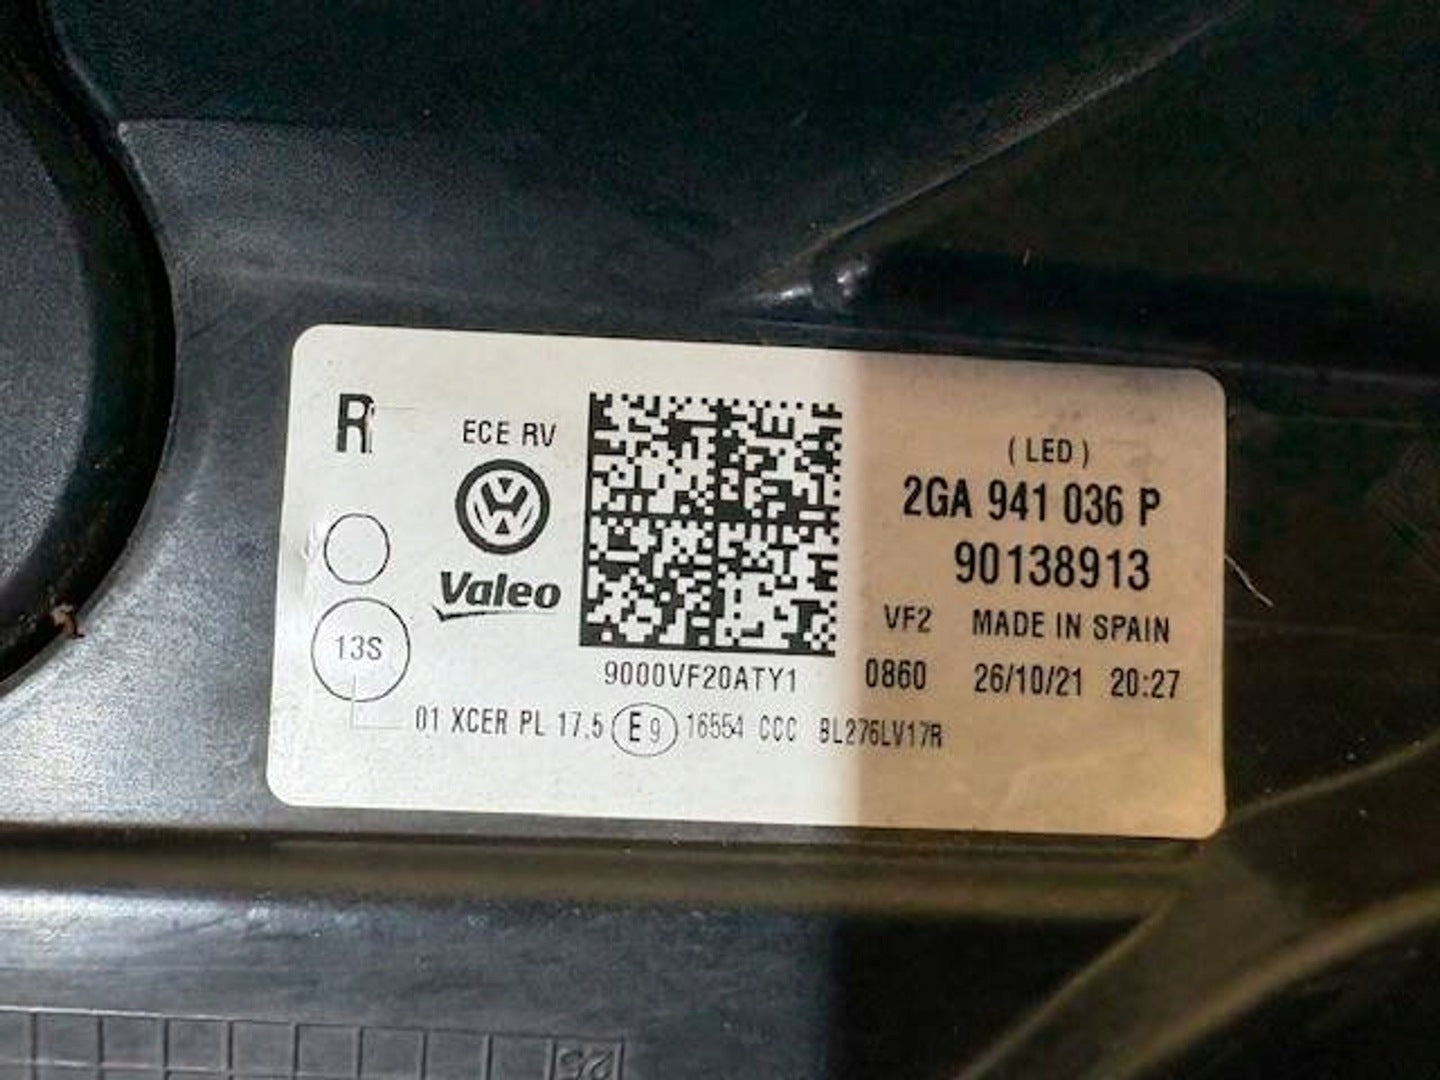 R
ECE RV
Valeo
13S
9000VF20ATY1
01 XCER PL 17,5 E9 16554 CCC BL276LV17R
(LED)
2GA 941 036 P
90138913
VF2 MADE IN SPAIN
0860 26/10/21 20:27